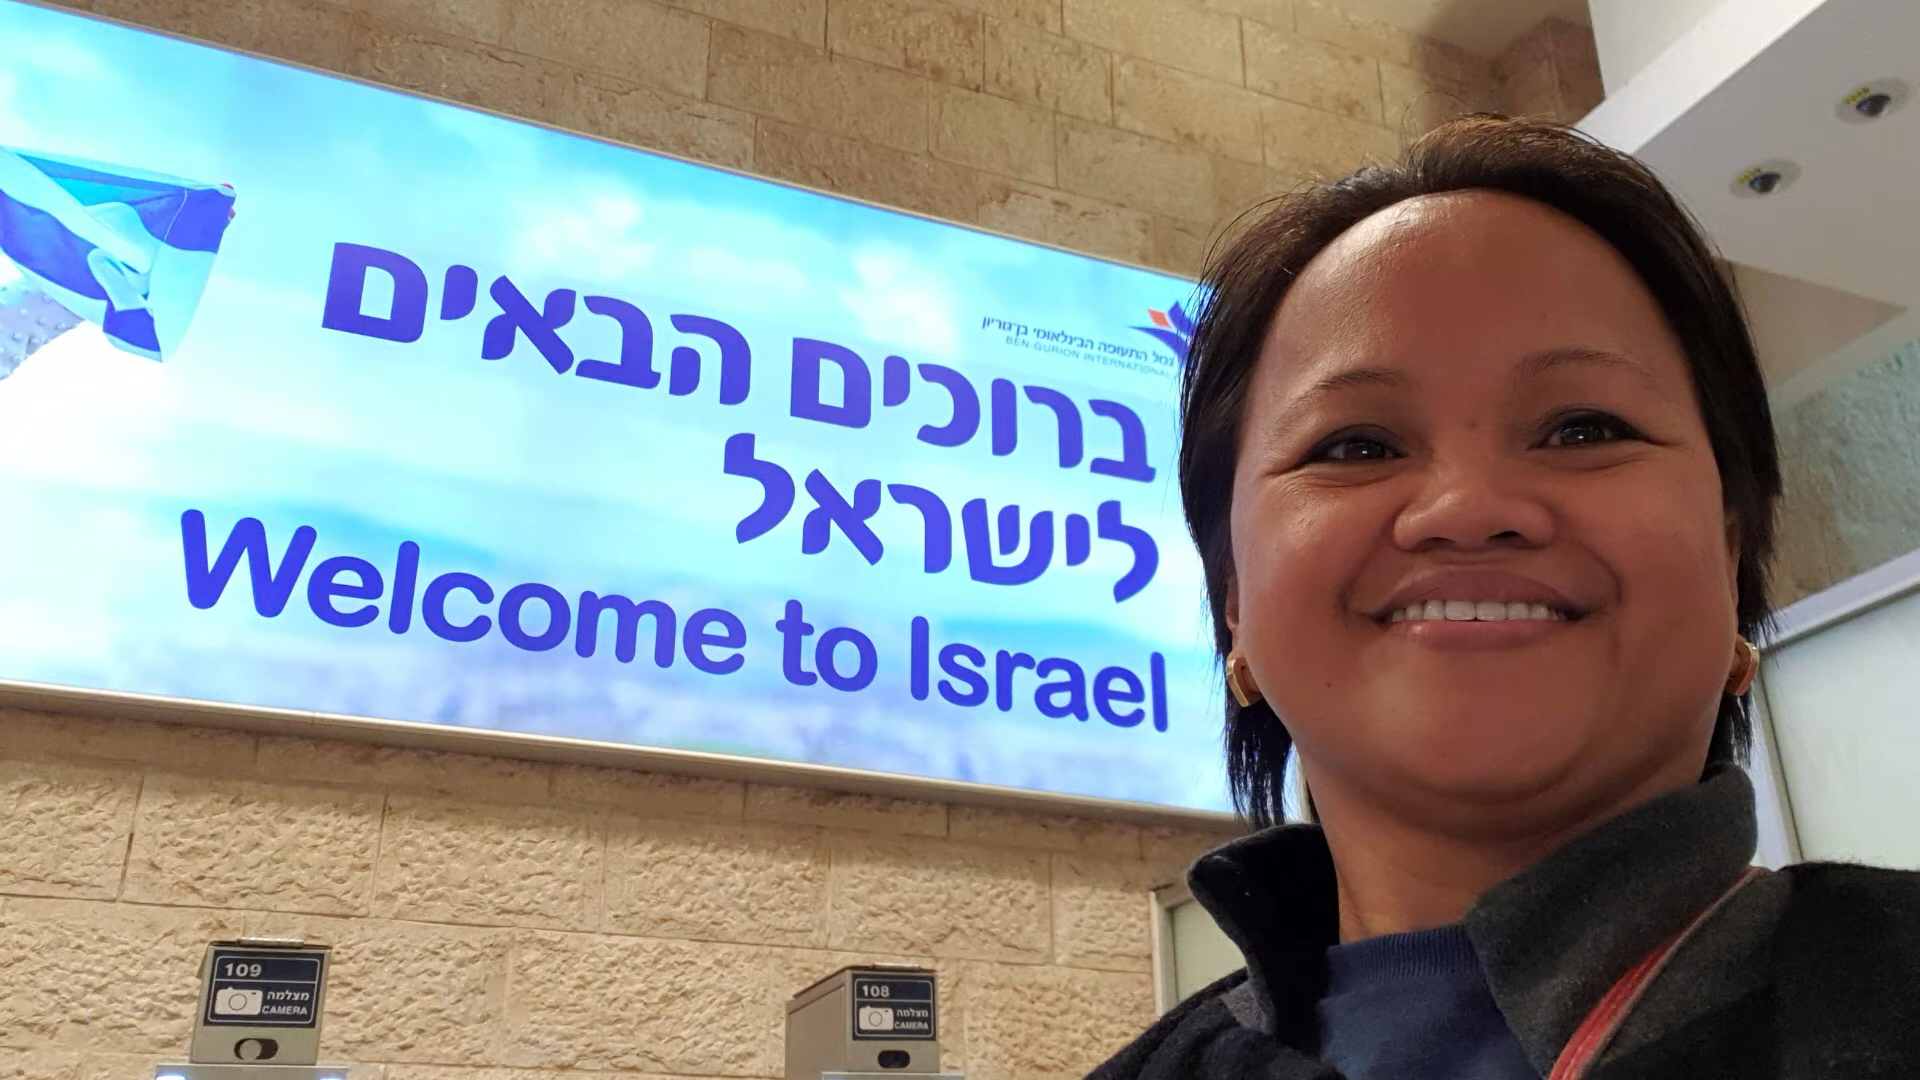 נמל התעופה הבינלאומי בן־גוריון
BEN-GURION INTERNATIONAL
ברוכים הבאים
לישראל
Welcome to Israel
109
מצלמה
CAMERA
108
מצלמה
CAMERA